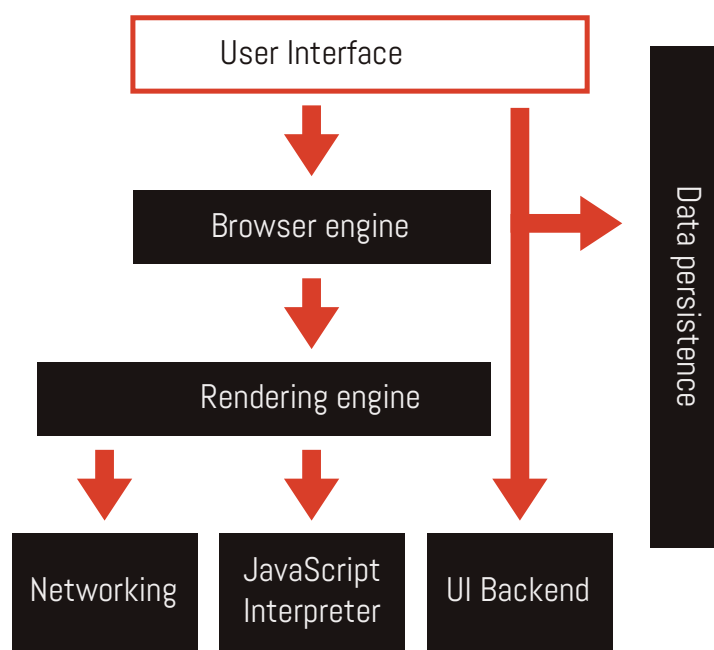 User Interface
Browser engine
Data persistence
Rendering engine
Networking
JavaScript
Interpreter
UI Backend